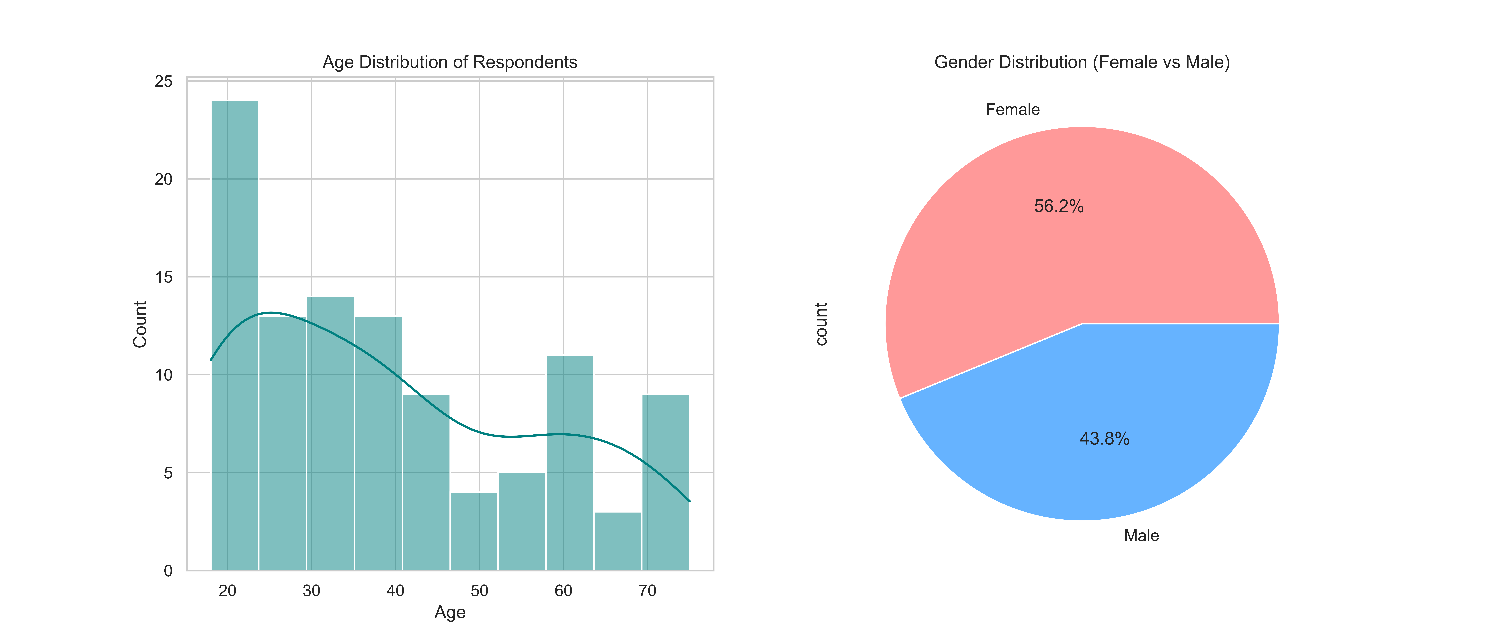 Age Distribution of Respondents
25
20
15
10
5
0
Count
20 30 40 50 60 70
Age
Gender Distribution (Female vs Male)
Female
56.2%
count
43.8%
Male